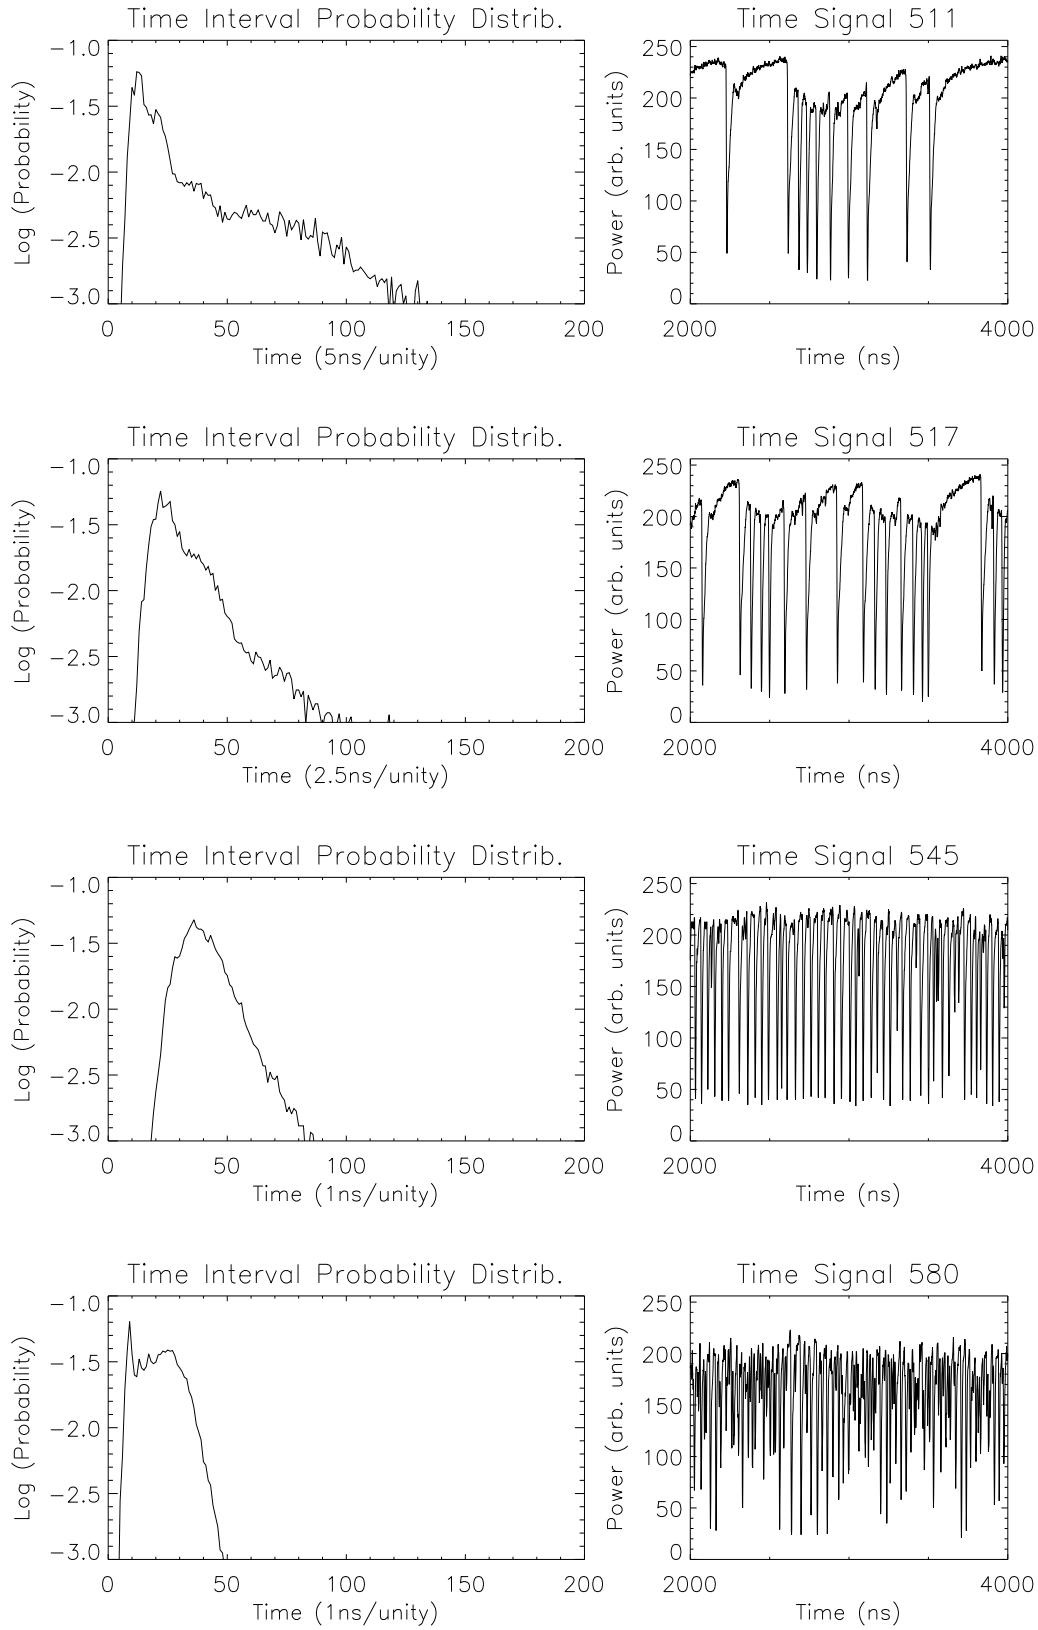 Time Interval Probability Distrib.
Time Signal 511
Log (Probability)
−1.0
−1.5
−2.0
−2.5
−3.0
0 50 100 150 200
Time (5ns/unity)
Power (arb. units)
250
200
150
100
50
0
2000 4000
Time (ns)
Time Interval Probability Distrib.
Time Signal 517
Log (Probability)
−1.0
−1.5
−2.0
−2.5
−3.0
0 50 100 150 200
Time (2.5ns/unity)
Power (arb. units)
250
200
150
100
50
0
2000 4000
Time (ns)
Time Interval Probability Distrib.
Time Signal 545
Log (Probability)
−1.0
−1.5
−2.0
−2.5
−3.0
0 50 100 150 200
Time (1ns/unity)
Power (arb. units)
250
200
150
100
50
0
2000 4000
Time (ns)
Time Interval Probability Distrib.
Time Signal 580
Log (Probability)
−1.0
−1.5
−2.0
−2.5
−3.0
0 50 100 150 200
Time (1ns/unity)
Power (arb. units)
250
200
150
100
50
0
2000 4000
Time (ns)